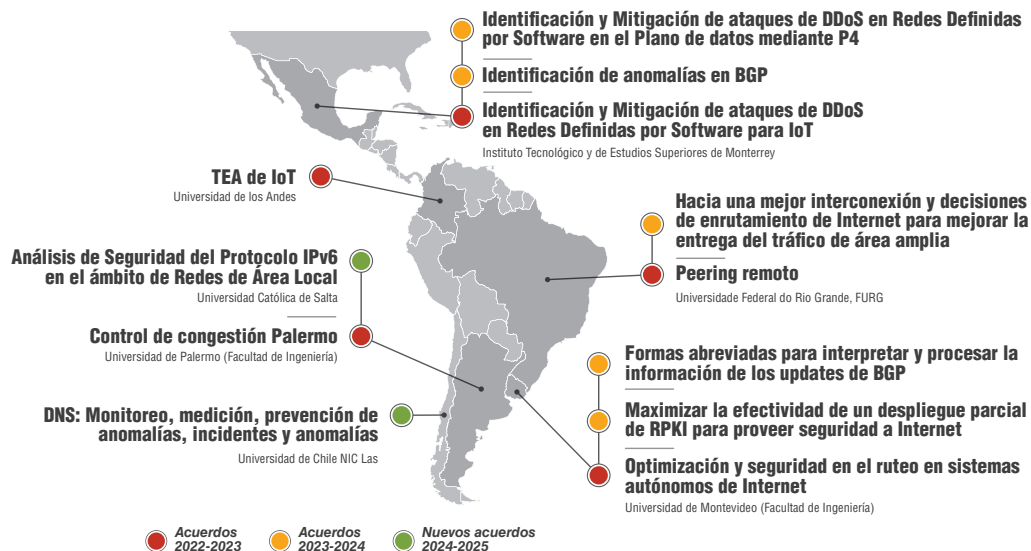 Identificación y Mitigación de ataques de DDoS en Redes Definidas
por Software en el Plano de datos mediante P4
Identificación de anomalías en BGP
Identificación y Mitigación de ataques de DDoS
en Redes Definidas por Software para IoT
Instituto Tecnológico y de Estudios Superiores de Monterrey
TEA de IoT
Universidad de los Andes
Hacia una mejor interconexión y decisiones
de enrutamiento de Internet para mejorar la
entrega del tráfico de área amplia
Peering remoto
Universidade Federal do Rio Grande, FURG
Análisis de Seguridad del Protocolo IPv6
en el ámbito de Redes de Área Local
Universidad Católica de Salta
Control de congestión Palermo
Universidad de Palermo (Facultad de Ingeniería)
DNS: Monitoreo, medición, prevención de
anomalías, incidentes y anomalías
Universidad de Chile NIC Las
Formas abreviadas para interpretar y procesar la
información de los updates de BGP
Maximizar la efectividad de un despliegue parcial
de RPKI para proveer seguridad a Internet
Optimización y seguridad en el ruteo en sistemas
autónomos de Internet
Universidad de Montevideo (Facultad de Ingeniería)
Acuerdos
2022-2023
Acuerdos
2023-2024
Nuevos acuerdos
2024-2025